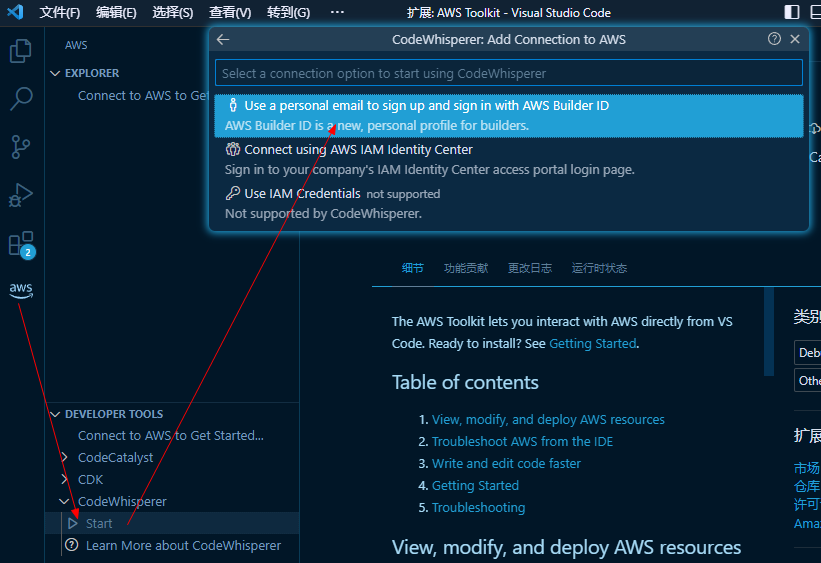 文件(F) 编辑(E) 选择(S) 查看(V) 转到(G) ··· 扩展: AWS Toolkit - Visual Studio Code
AWS
EXPLORER
Connect to AWS to Get
CodeWhisperer: Add Connection to AWS
Select a connection option to start using CodeWhisperer
Use a personal email to sign up and sign in with AWS Builder ID
AWS Builder ID is a new, personal profile for builders.
Connect using AWS IAM Identity Center
Sign in to your company's IAM Identity Center access portal login page.
Use IAM Credentials not supported
Not supported by CodeWhisperer.
2
aws
DEVELOPER TOOLS
Connect to AWS to Get Started...
CodeCatalyst
CDK
CodeWhisperer
Start
Learn More about CodeWhisperer
细节 功能贡献 更改日志 运行时状态
The AWS Toolkit lets you interact with AWS directly from VS
Code. Ready to install? See Getting Started.
Table of contents
1. View, modify, and deploy AWS resources
2. Troubleshoot AWS from the IDE
3. Write and edit code faster
4. Getting Started
5. Troubleshooting
View, modify, and deploy AWS resources
Ca
类别
Deb
Othe
扩展
市场
仓库
许可
Amaz